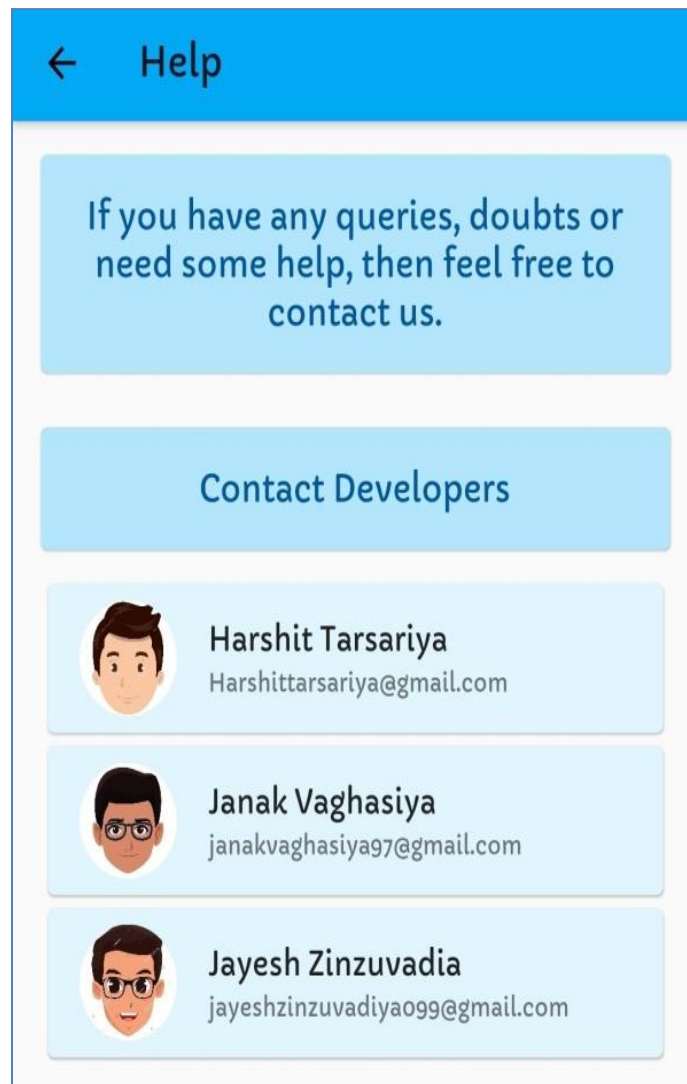 Help
If you have any queries, doubts or
need some help, then feel free to
contact us.
Contact Developers
Harshit Tarsariya
Harshittarsariya@gmail.com
Janak Vaghasiya
janakvaghasiya97@gmail.com
Jayesh Zinzuvadia
jayeshzinzuvadiya099@gmail.com